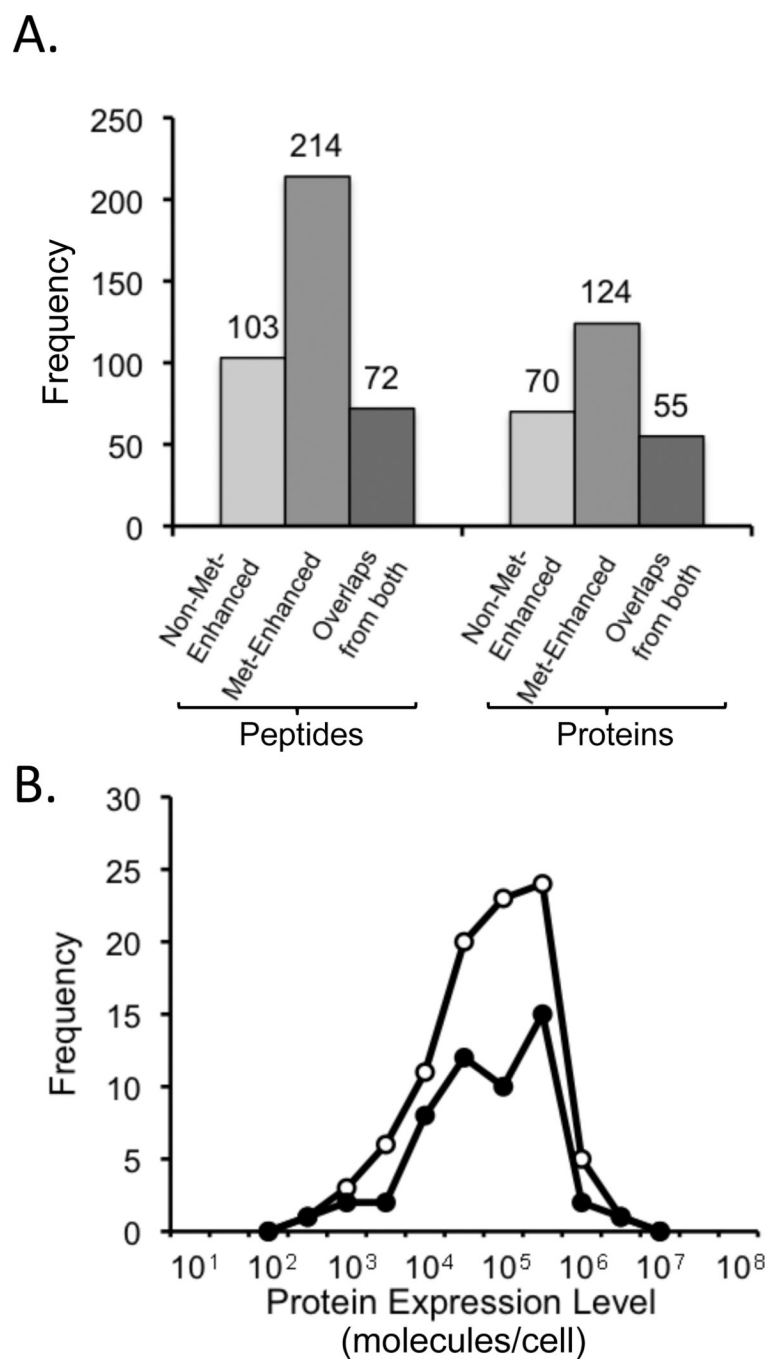 A.
Frequency
250
200
150
100
50
0
103
214
72
70
124
55
Non-Met-
Enhanced
Met-Enhanced
Overlaps
from both
Non-Met-
Enhanced
Met-Enhanced
Overlaps
from both
Peptides
Proteins
B.
Frequency
30
25
20
15
10
5
0
10¹ 10² 10³ 10⁴ 10⁵ 10⁶ 10⁷ 10⁸
Protein Expression Level
(molecules/cell)